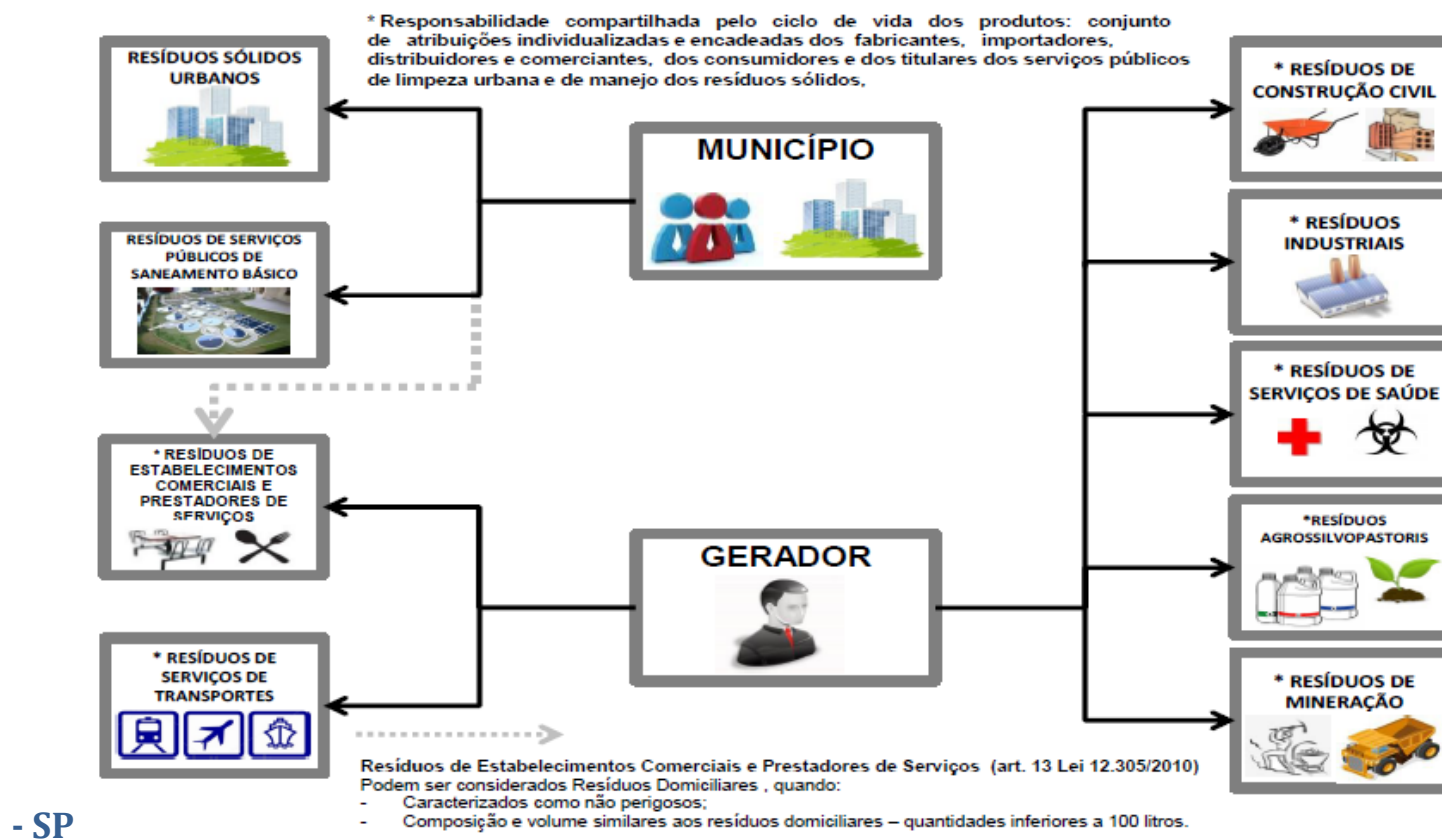 * Responsabilidade compartilhada pelo ciclo de vida dos produtos: conjunto
de atribuições individualizadas e encadeadas dos fabricantes, importadores,
distribuidores e comerciantes, dos consumidores e dos titulares dos serviços públicos
de limpeza urbana e de manejo dos resíduos sólidos,
RESÍDUOS SÓLIDOS
URBANOS
RESÍDUOS DE SERVIÇOS
PÚBLICOS DE
SANEAMENTO BÁSICO
* RESÍDUOS DE
ESTABELECIMENTOS
COMERCIAIS E
PRESTADORES DE
SERVIÇOS
* RESÍDUOS DE
SERVIÇOS DE
TRANSPORTES
MUNICÍPIO
GERADOR
* RESÍDUOS DE
CONSTRUÇÃO CIVIL
* RESÍDUOS
INDUSTRIAIS
* RESÍDUOS DE
SERVIÇOS DE SAÚDE
*RESÍDUOS
AGROSSILVOPASTORIS
* RESÍDUOS DE
MINERAÇÃO
Resíduos de Estabelecimentos Comerciais e Prestadores de Serviços (art. 13 Lei 12.305/2010)
Podem ser considerados Resíduos Domiciliares , quando:
- Caracterizados como não perigosos;
- Composição e volume similares aos resíduos domiciliares – quantidades inferiores a 100 litros.
- SP